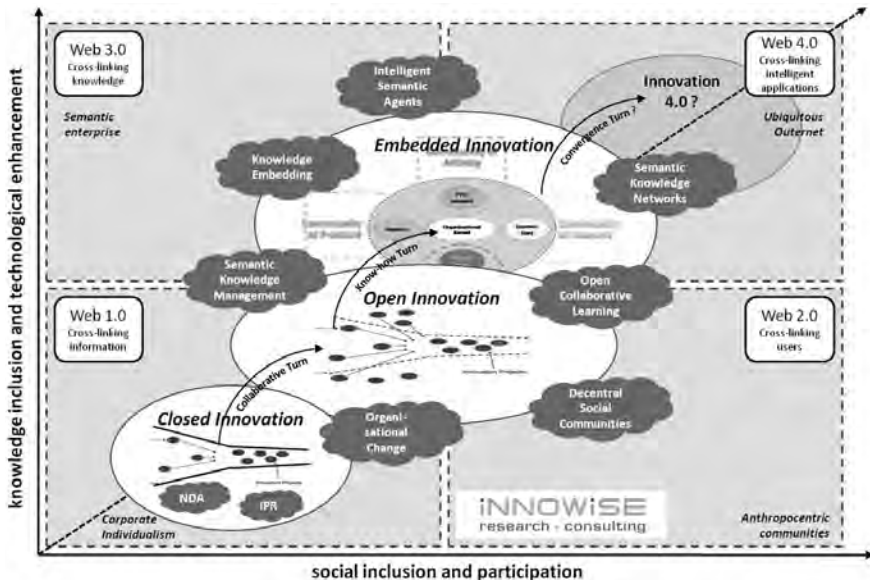 Web 3.0
Cross-linking
knowledge
Semantic
enterprise
Intelligent
Semantic
Agents
Web 4.0
Cross-linking
intelligent
applications
Ubiquitous
Outernet
Innovation
4.0 ?
Convergence Turn ?
Embedded Innovation
Knowledge
Embedding
Semantic
Knowledge
Networks
Know-how Turn
Semantic
Knowledge
Management
Open Innovation
Open
Collaborative
Learning
Web 1.0
Cross-linking
information
Web 2.0
Cross-linking
users
Collaborative Turn
Closed Innovation
Organi-
sational
Change
Decentral
Social
Communities
NDA
IPR
Corporate
Individualism
iNNOWiSE
research + consulting
Anthropocentric
communities
knowledge inclusion and technological enhancement
social inclusion and participation